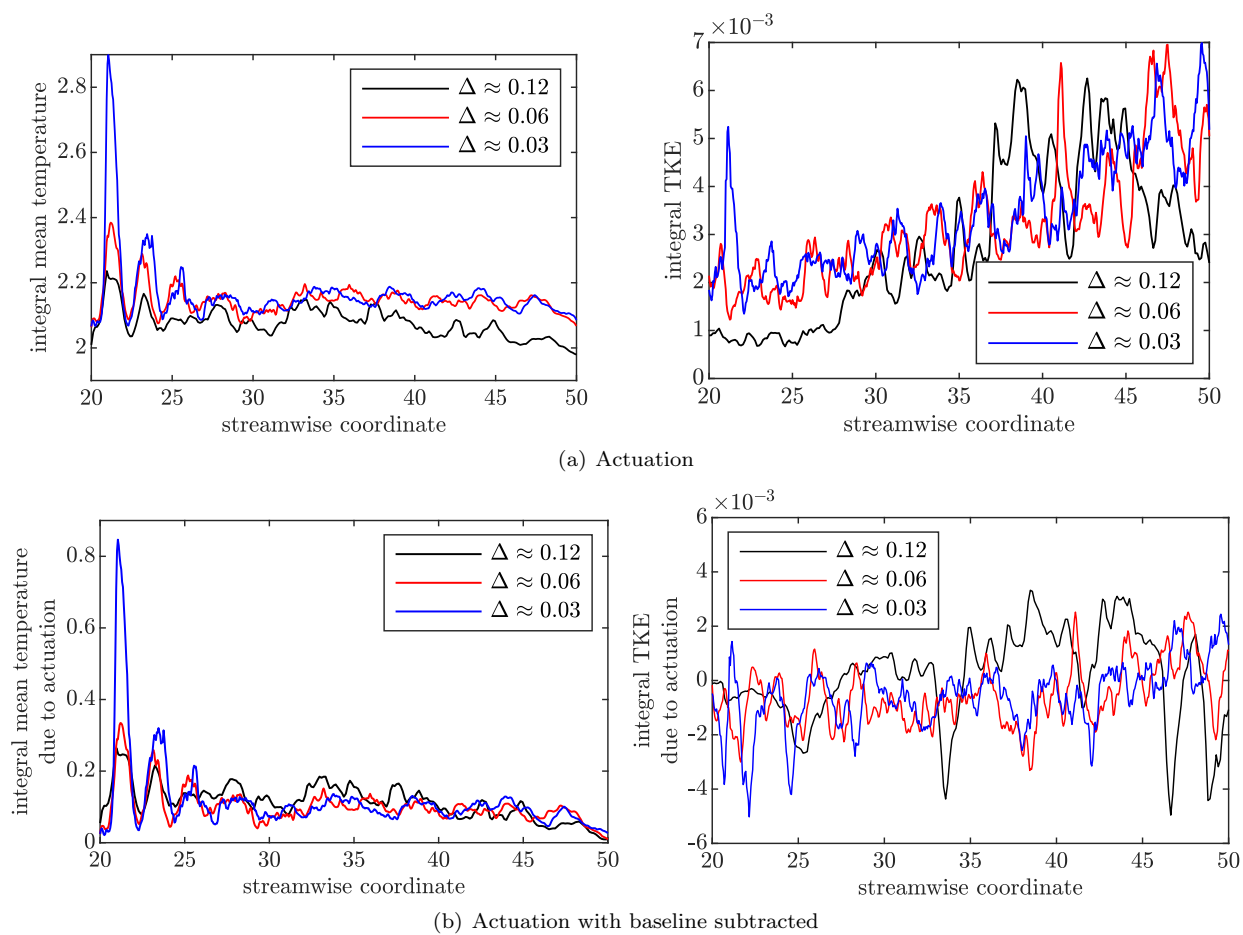 ×10⁻³
7
6
5
4
3
2
1
0
integral TKE
20 25 30 35 40 45 50
streamwise coordinate
Δ ≈ 0.12
Δ ≈ 0.06
Δ ≈ 0.03
2.8
2.6
2.4
2.2
2
integral mean temperature
20 25 30 35 40 45 50
streamwise coordinate
Δ ≈ 0.12
Δ ≈ 0.06
Δ ≈ 0.03
(a) Actuation
0.8
0.6
0.4
0.2
0
integral mean temperature
due to actuation
20 25 30 35 40 45 50
streamwise coordinate
Δ ≈ 0.12
Δ ≈ 0.06
Δ ≈ 0.03
×10⁻³
6
4
2
0
-2
-4
-6
integral TKE
due to actuation
20 25 30 35 40 45 50
streamwise coordinate
Δ ≈ 0.12
Δ ≈ 0.06
Δ ≈ 0.03
(b) Actuation with baseline subtracted